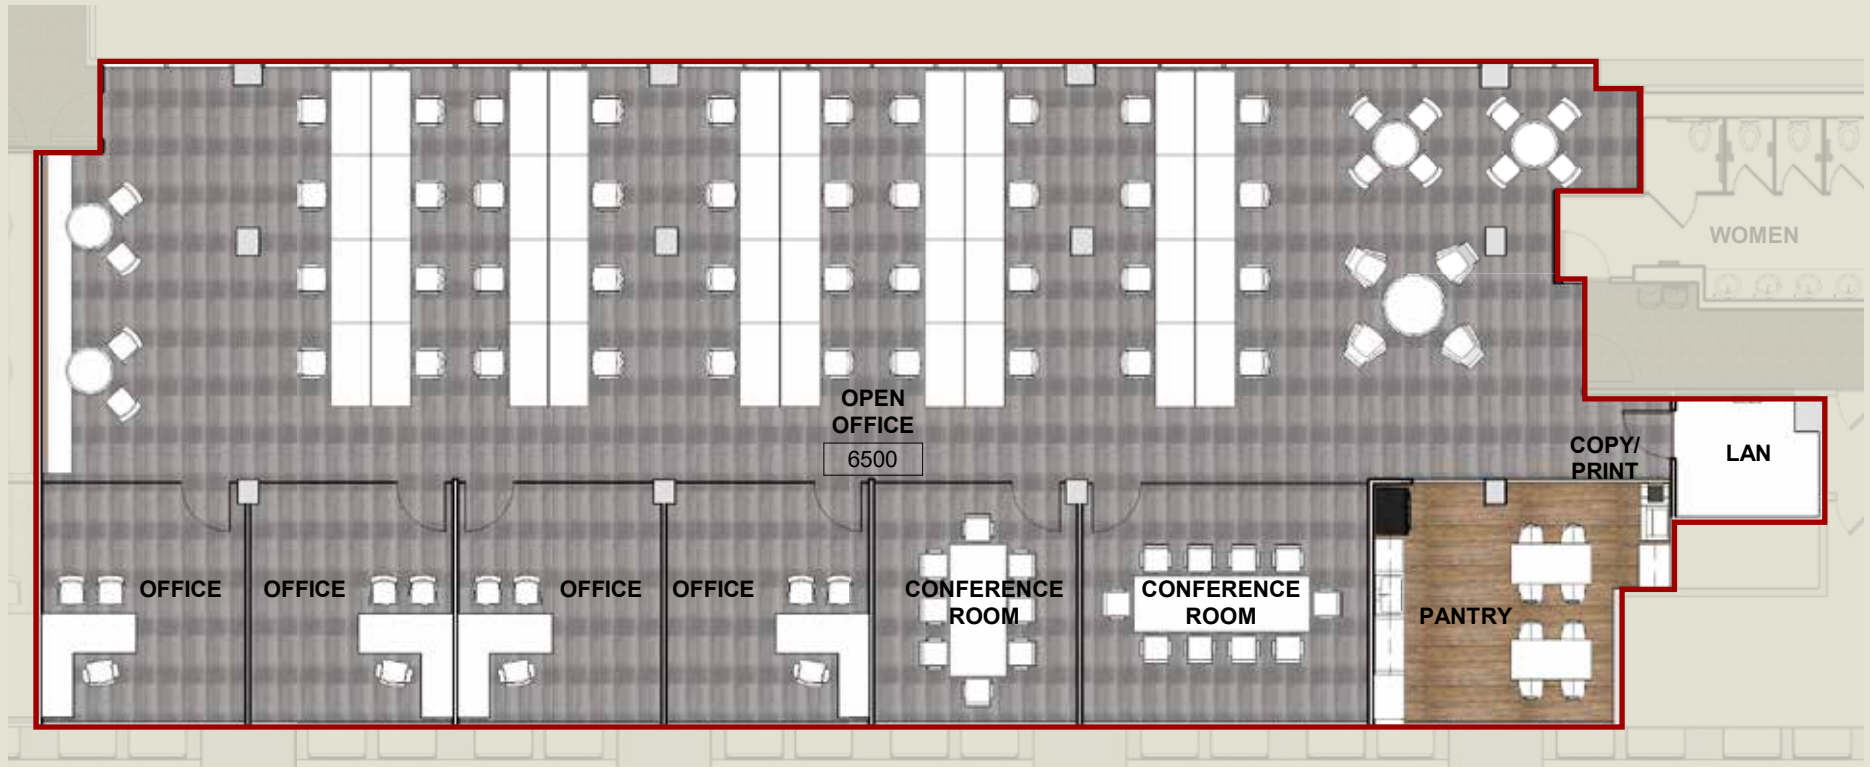 WOMEN
OPEN
OFFICE
6500
COPY/
PRINT
LAN
OFFICE
OFFICE
OFFICE
OFFICE
CONFERENCE
ROOM
CONFERENCE
ROOM
PANTRY